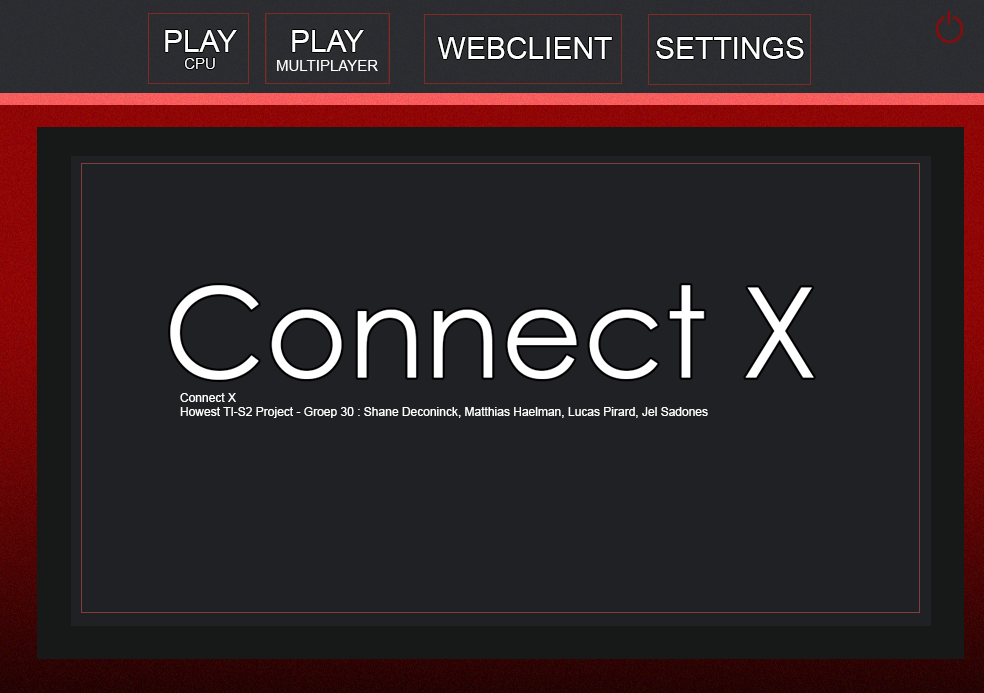 PLAY
CPU
PLAY
MULTIPLAYER
WEBCLIENT
SETTINGS
Connect X
Connect X
Howest TI-S2 Project - Groep 30 : Shane Deconinck, Matthias Haelman, Lucas Pirard, Jel Sadones